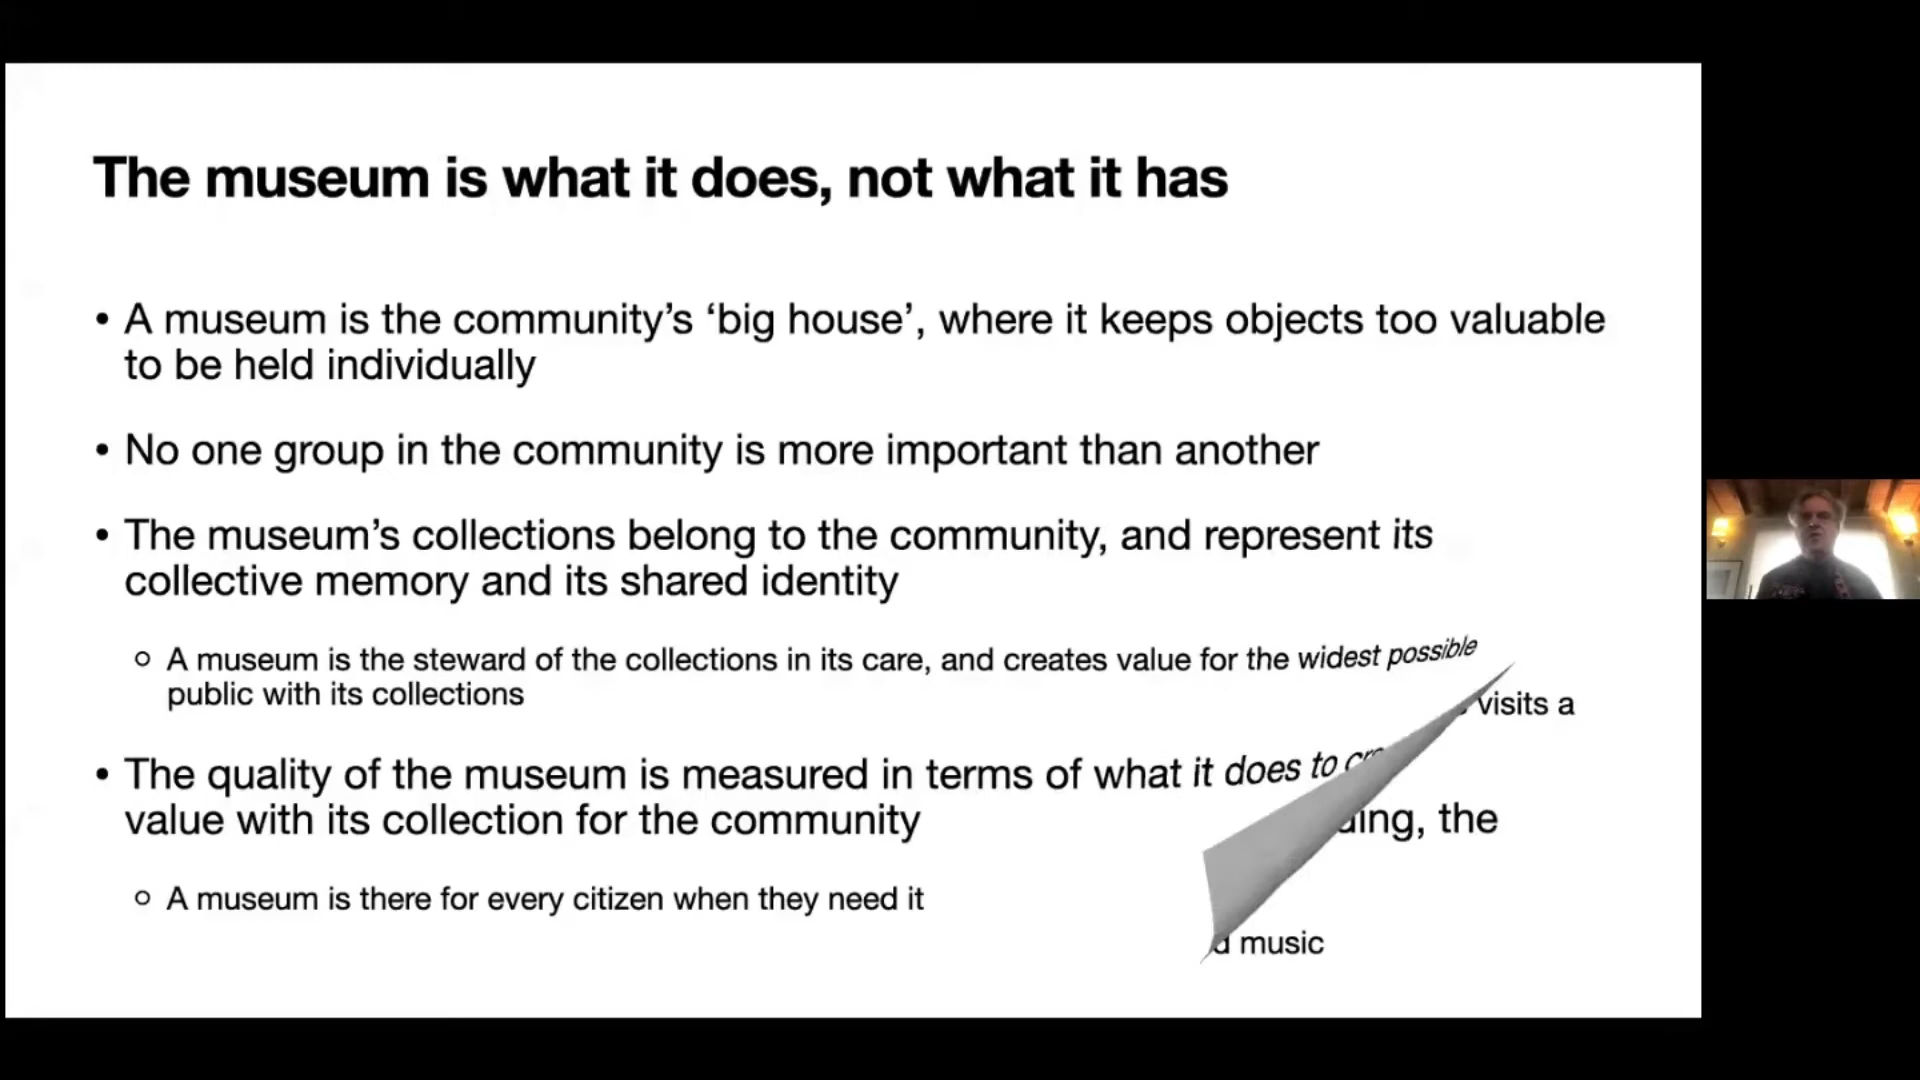 The museum is what it does, not what it has
• A museum is the community’s ‘big house’, where it keeps objects too valuable
to be held individually
• No one group in the community is more important than another
• The museum’s collections belong to the community, and represent its
collective memory and its shared identity
○ A museum is the steward of the collections in its care, and creates value for the widest possible
public with its collections
visits a
• The quality of the museum is measured in terms of what it does to
value with its collection for the community
the
○ A museum is there for every citizen when they need it
music